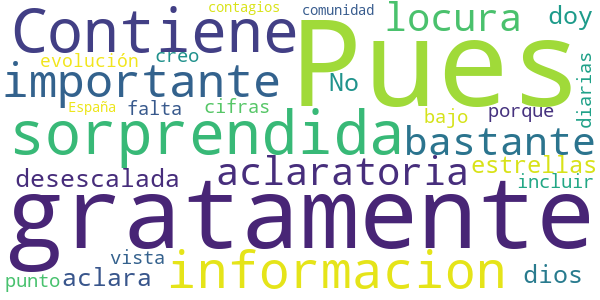 contagios
comunidad
Contiene
Pues
locura
doy
evolución
creo
importante
No
diarias
España
falta
cifras
bajo
porque
sorprendida
bastante
desescalada
aclaratoria
estrellas
incluir
gratamente
vista
punto
aclara
informacion
dios